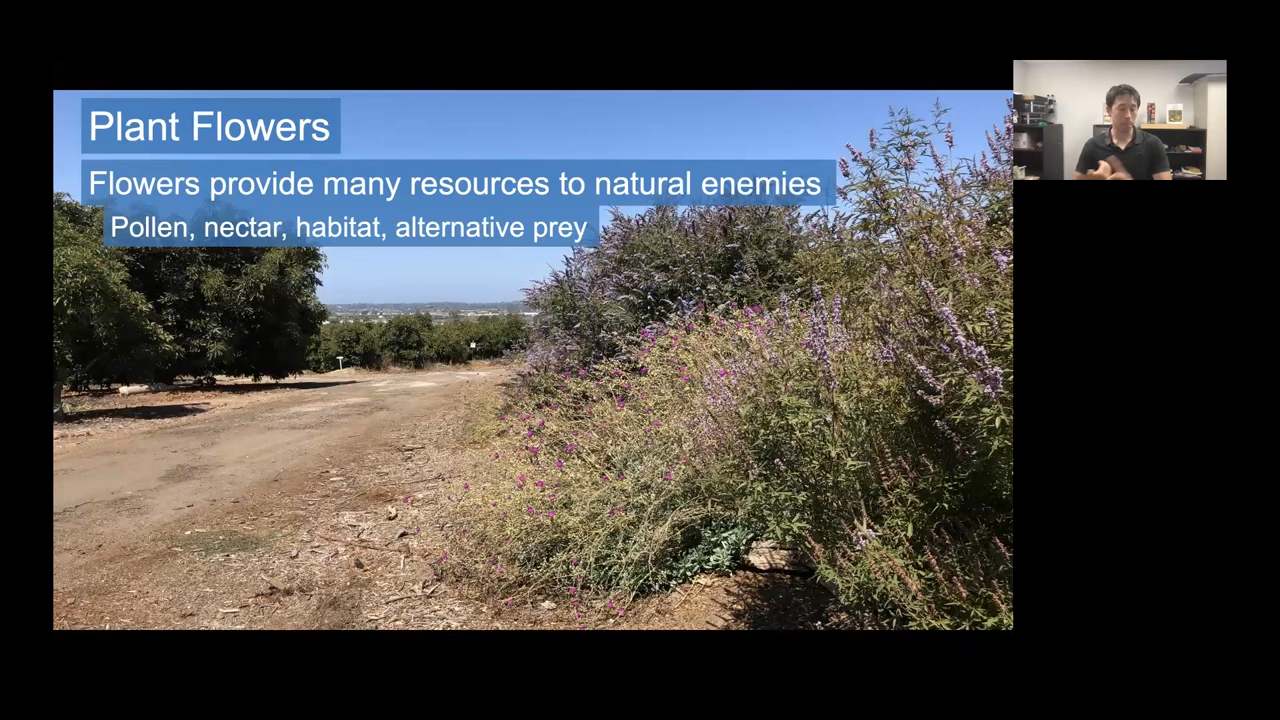 Plant Flowers
Flowers provide many resources to natural enemies
Pollen, nectar, habitat, alternative prey